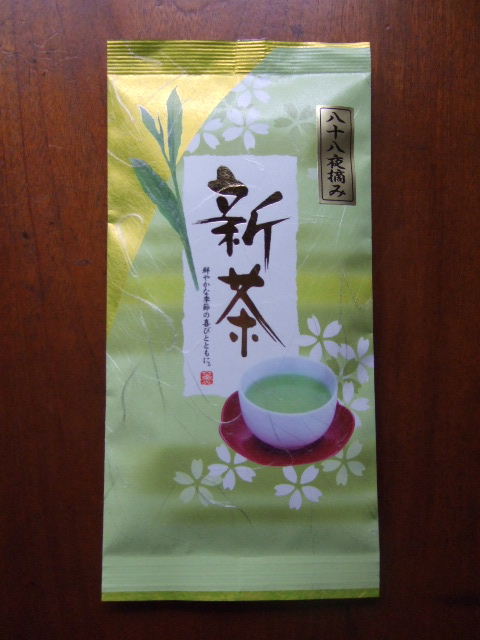 八十八夜摘み
新茶
鮮やかな季節の喜びとともに。